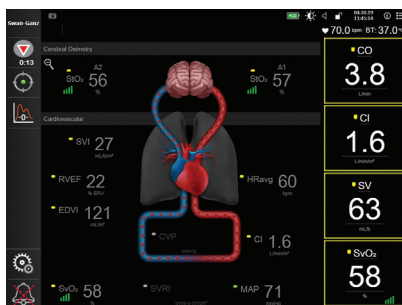 Swan-Ganz
04.10.19
11:45:14
70.0 bpm BT: 37.0
0:13
-0-
Cerebral Oximetry
A2
StO₂ 56
%
A1
StO₂ 57
%
Cardiovascular
SVI 27
mL/b/m²
RVEF 22
% EFU
HRavg 60
bpm
EDVI 121
mL/m²
CVP
mmHg
CI 1.6
L/min/m²
SvO₂ 58
%
SVRI
MAP 71
mmHg
CO
3.8
L/min
CI
1.6
L/min/m²
SV
63
mL/b
SvO₂
58
%